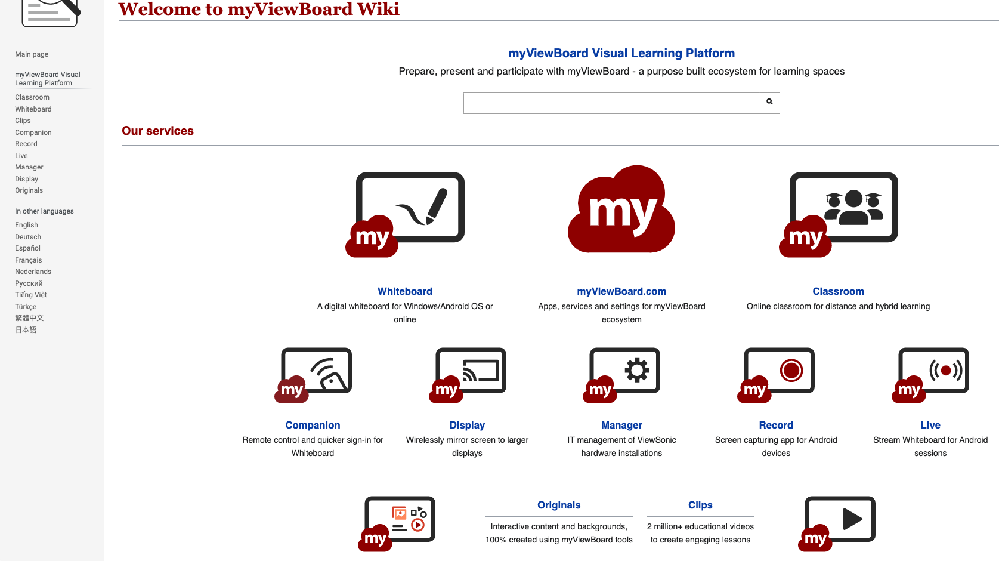 Welcome to myViewBoard Wiki
Main page
myViewBoard Visual
Learning Platform
Classroom
Whiteboard
Clips
Companion
Record
Live
Manager
Display
Originals
In other languages
English
Deutsch
Español
Français
Nederlands
Русский
Tiếng Việt
Türkçe
繁體中文
日本語
myViewBoard Visual Learning Platform
Prepare, present and participate with myViewBoard - a purpose built ecosystem for learning spaces
Our services
my
my
my
Whiteboard
A digital whiteboard for Windows/Android OS or
online
myViewBoard.com
Apps, services and settings for myViewBoard
ecosystem
Classroom
Online classroom for distance and hybrid learning
my
my
my
my
my
Companion
Remote control and quicker sign-in for
Whiteboard
Display
Wirelessly mirror screen to larger
displays
Manager
IT management of ViewSonic
hardware installations
Record
Screen capturing app for Android
devices
Live
Stream Whiteboard for Android
sessions
my
Originals
Interactive content and backgrounds,
100% created using myViewBoard tools
Clips
2 million+ educational videos
to create engaging lessons
my